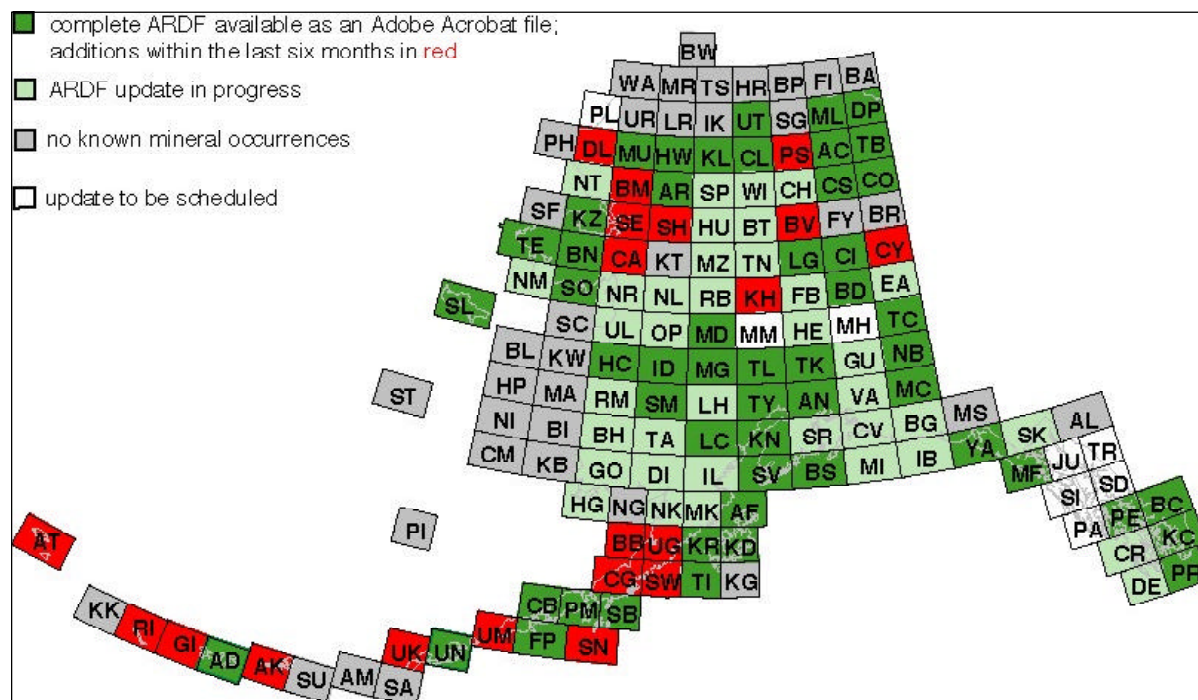 complete ARDF available as an Adobe Acrobat file;
additions within the last six months in red
ARDF update in progress
no known mineral occurrences
update to be scheduled
BW
WA MR TS HR BP FI BA
PL UR LR IK UT SG ML DP
PH DL MU HW KL CL PS AC TB
NT BM AR SP WI CH CS CO
SF KZ SE SH HU BT BV FY BR
TE BN CA KT MZ TN LG CI CY
NM SO NR NL RB KH FB BD EA
SL SC UL OP MD MM HE MH TC
BL KW HC ID MG TL TK GU NB
ST HP MA RM SM LH TY AN VA MC
NI BI BH TA LC KN SR CV BG MS SK AL
CM KB GO DI IL SV BS MI IB YA MF JU TR
HG NG NK MK AF SI SD
PI BB UG KR KD PA PE BC
AT CG SW TI KG CR KC
KK CB PM SB DE PR
RI GI AD AK SU AM SA UK UN UM FP SN